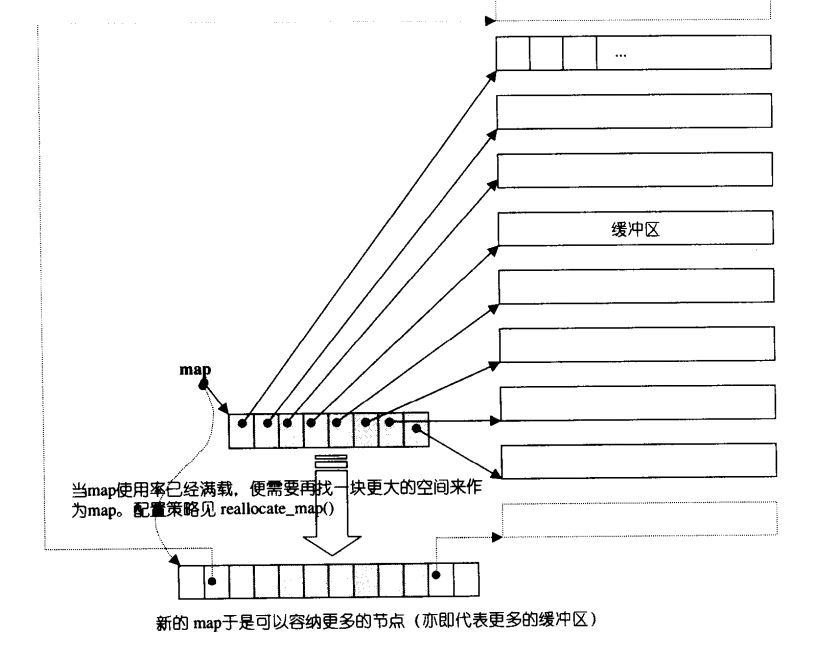 ...
缓冲区
map
当map使用率已经满载，便需要再找一块更大的空间来作
为map。配置策略见 reallocate_map()
新的 map于是可以容纳更多的节点（亦即代表更多的缓冲区）